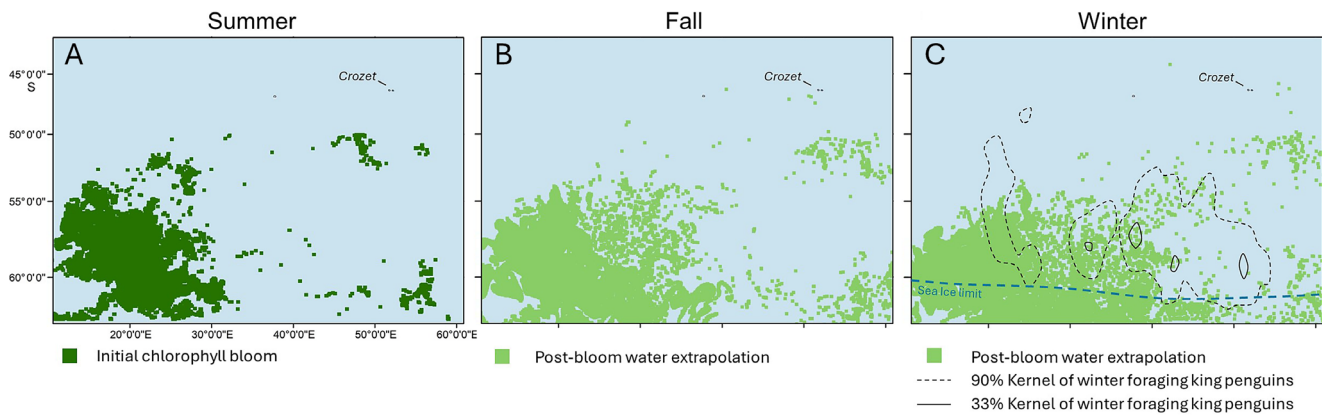 Summer
Fall
Winter
A
B
C
Crozet
Crozet
Crozet
45°0'0"
S
50°0'0"
55°0'0"
60°0'0"
Sea Ice limit
20°0'0"E
30°0'0"E
40°0'0"E
50°0'0"E
60°0'0"E
Initial chlorophyll bloom
Post-bloom water extrapolation
Post-bloom water extrapolation
90% Kernel of winter foraging king penguins
33% Kernel of winter foraging king penguins